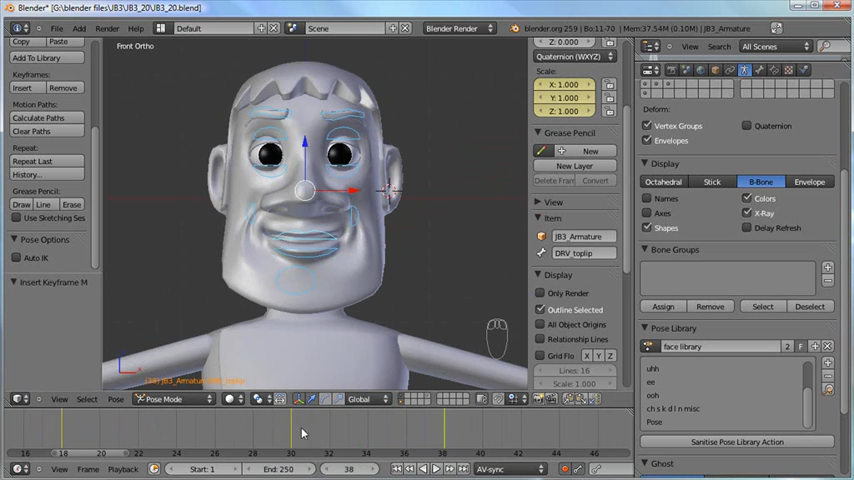 Blender* [G:\blender files\JB3\JB3_20\JB3_20.blend]
File Add Render Help
Default
Scene
Blender Render
blender.org 259 | Bo:11-70 | Mem:37.54M (0.10M) | JB3_Armature
View Search All Scenes
Copy Paste
Add To Library
Keyframes:
Insert Remove
Motion Paths:
Calculate Paths
Clear Paths
Repeat:
Repeat Last
History...
Grease Pencil:
Draw Line Erase
Use Sketching Ses
Pose Options
Auto IK
Insert Keyframe M
Front Ortho
(38) JB3_Armature DRV_toplip
Z: 0.000
Quaternion (WXYZ)
Scale:
X: 1.000
Y: 1.000
Z: 1.000
Grease Pencil
New
New Layer
Delete Fram Convert
View
Item
JB3_Armature
DRV_toplip
Display
Only Render
Outline Selected
All Object Origins
Relationship Lines
Grid Flo X Y Z
Lines: 16
Scale: 1.000
Deform:
Vertex Groups Quaternion
Envelopes
Display
Octahedral Stick B-Bone Envelope
Names Colors
Axes X-Ray
Shapes Delay Refresh
Bone Groups
Assign Remove Select Deselect
Pose Library
face library 2 F
uhh
ee
ooh
ch s k d l n misc
Pose
Sanitise Pose Library Action
Ghost
View Select Pose Pose Mode Global
16 18 20 22 24 26 28 30 32 34 36 38 40 42 44 46
View Frame Playback Start: 1 End: 250 38 AV-sync